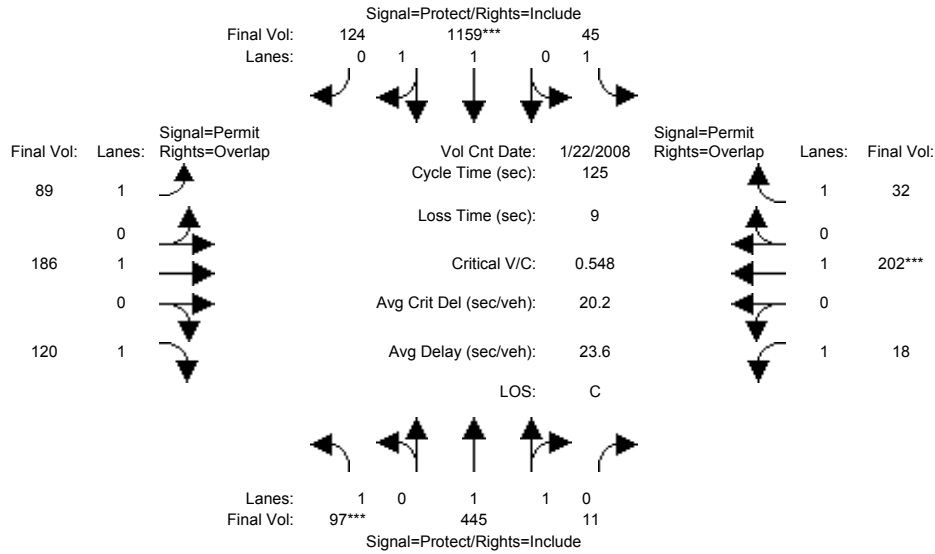 Signal=Protect/Rights=Include
Final Vol: 124 1159*** 45
Lanes: 0 1 1 0 1
Signal=Permit Signal=Permit
Final Vol: Lanes: Rights=Overlap Vol Cnt Date: 1/22/2008 Rights=Overlap Lanes: Final Vol:
Cycle Time (sec): 125
89 1 1 32
Loss Time (sec): 9
0 0
186 1 Critical V/C: 0.548 1 202***
0 Avg Crit Del (sec/veh): 20.2 0
120 1 Avg Delay (sec/veh): 23.6 1 18
LOS: C
Lanes: 1 0 1 1 0
Final Vol: 97*** 445 11
Signal=Protect/Rights=Include